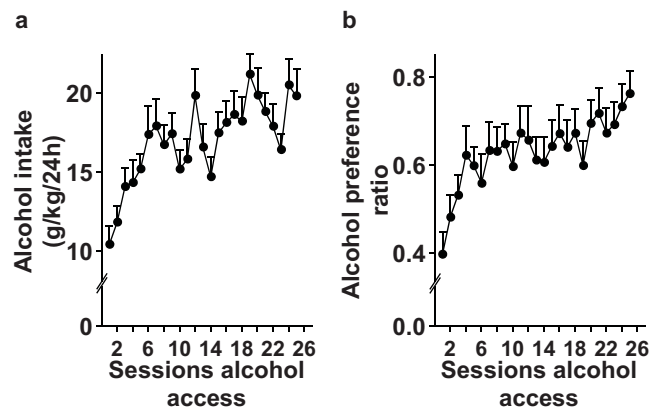 a
Alcohol intake
(g/kg/24h)
20
15
10
0
2 6 10 14 18 22 26
Sessions alcohol
access
b
Alcohol preference
ratio
0.8
0.6
0.4
0.0
2 6 10 14 18 22 26
Sessions alcohol
access